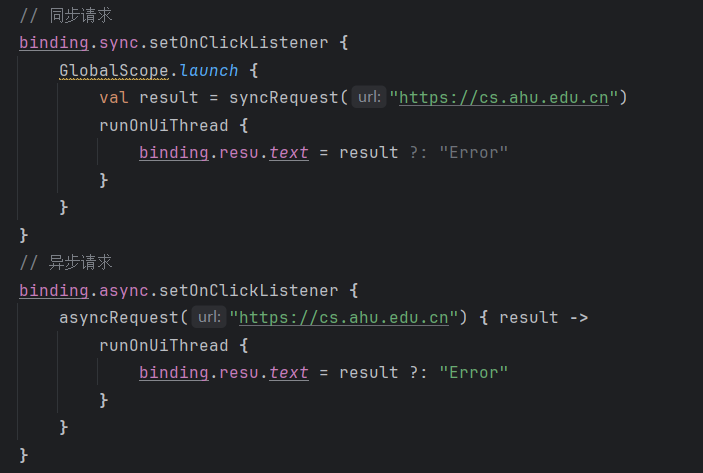 // 同步请求
binding.sync.setOnClickListener {
    GlobalScope.launch {
        val result = syncRequest( url: "https://cs.ahu.edu.cn")
        runOnUiThread {
            binding.resu.text = result ?: "Error"
        }
    }
}
// 异步请求
binding.async.setOnClickListener {
    asyncRequest( url: "https://cs.ahu.edu.cn") { result ->
        runOnUiThread {
            binding.resu.text = result ?: "Error"
        }
    }
}